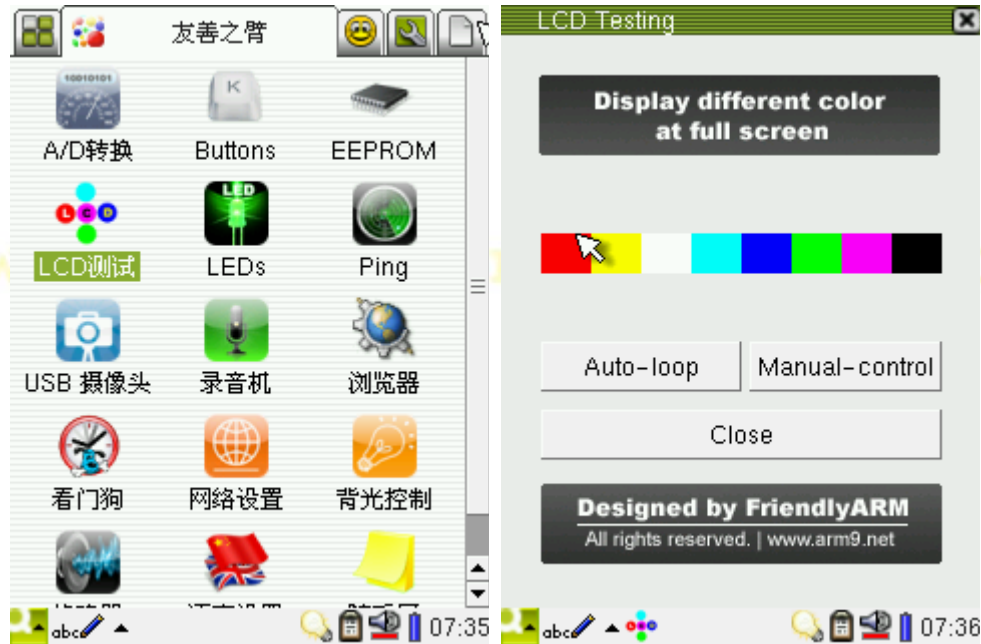 友善之臂
10010101
K
A/D转换
Buttons
EEPROM
LED
L C D
LCD测试
LEDs
Ping
USB 摄像头
录音机
浏览器
看门狗
网络设置
背光控制
abc
07:35
LCD Testing
Display different color
at full screen
Auto-loop
Manual-control
Close
Designed by FriendlyARM
All rights reserved. | www.arm9.net
abc
07:36